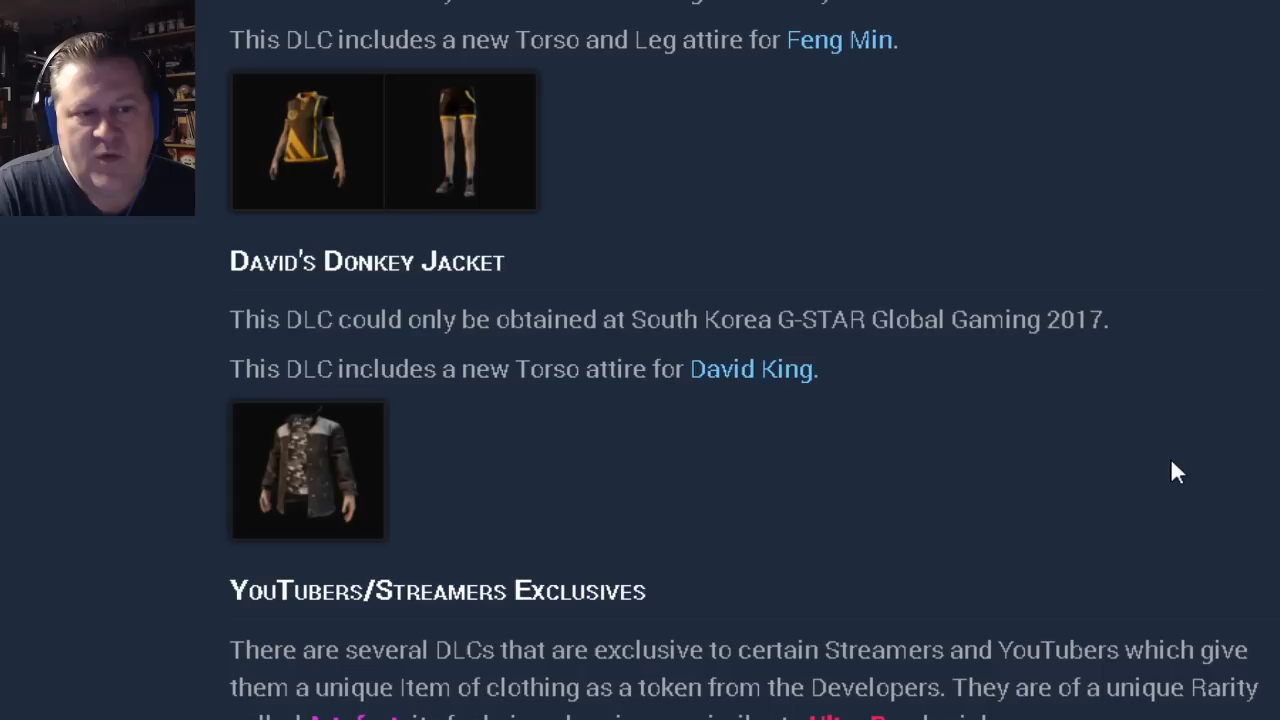 This DLC includes a new Torso and Leg attire for Feng Min.
David's Donkey Jacket
This DLC could only be obtained at South Korea G-STAR Global Gaming 2017.
This DLC includes a new Torso attire for David King.
YouTubers/Streamers Exclusives
There are several DLCs that are exclusive to certain Streamers and YouTubers which give
them a unique Item of clothing as a token from the Developers. They are of a unique Rarity